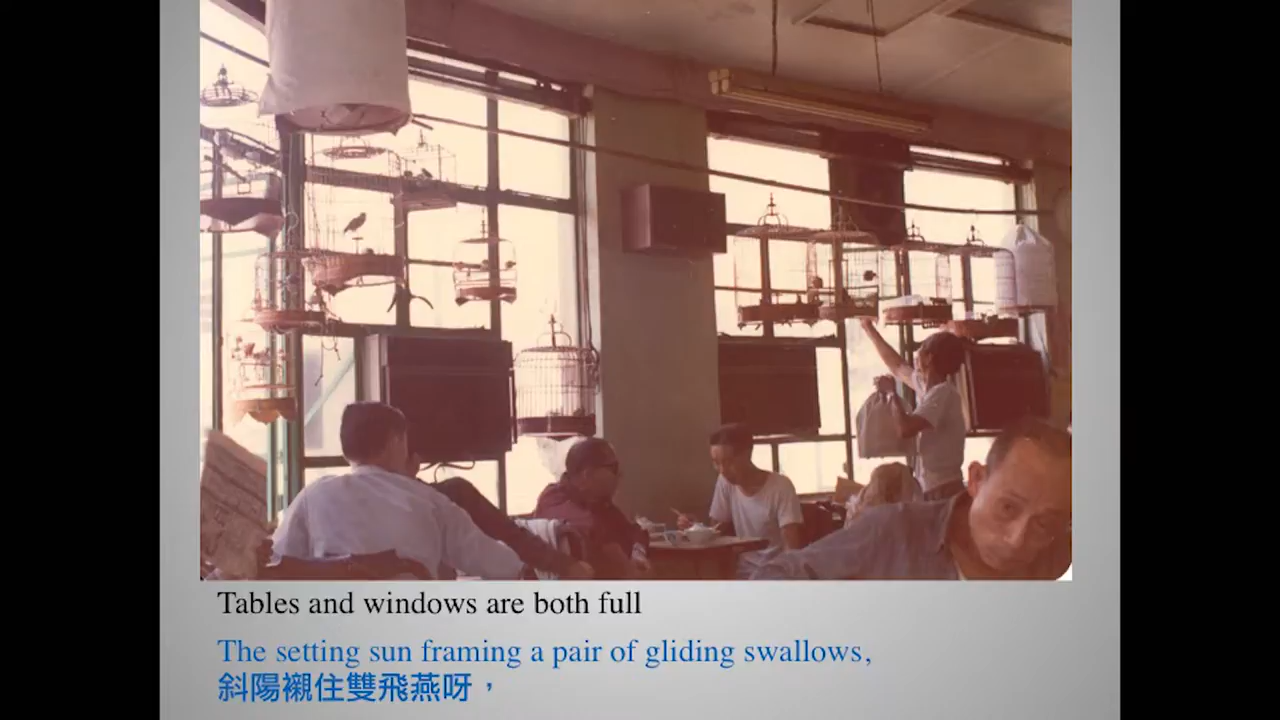 Tables and windows are both full
The setting sun framing a pair of gliding swallows,
斜陽襯住雙飛燕呀，